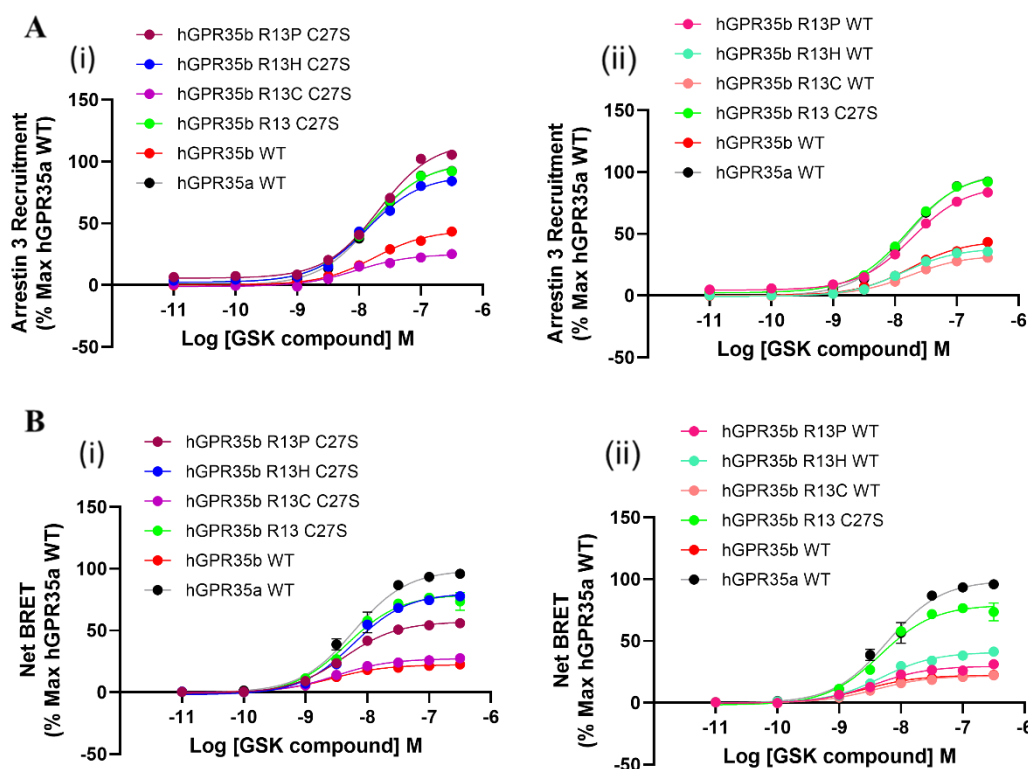 A
(i)
hGPR35b R13P C27S
hGPR35b R13H C27S
hGPR35b R13C C27S
hGPR35b R13 C27S
hGPR35b WT
hGPR35a WT
Arrestin 3 Recruitment
(% Max hGPR35a WT)
150
100
50
0
-50
-11 -10 -9 -8 -7 -6
Log [GSK compound] M
(ii)
hGPR35b R13P WT
hGPR35b R13H WT
hGPR35b R13C WT
hGPR35b R13 C27S
hGPR35b WT
hGPR35a WT
Arrestin 3 Recruitment
(% Max hGPR35a WT)
150
100
50
0
-50
-11 -10 -9 -8 -7 -6
Log [GSK compound] M
B
(i)
hGPR35b R13P C27S
hGPR35b R13H C27S
hGPR35b R13C C27S
hGPR35b R13 C27S
hGPR35b WT
hGPR35a WT
Net BRET
(% Max hGPR35a WT)
150
100
50
0
-50
-11 -10 -9 -8 -7 -6
Log [GSK compound] M
(ii)
hGPR35b R13P WT
hGPR35b R13H WT
hGPR35b R13C WT
hGPR35b R13 C27S
hGPR35b WT
hGPR35a WT
Net BRET
(% Max hGPR35a WT)
150
100
50
0
-50
-11 -10 -9 -8 -7 -6
Log [GSK compound] M